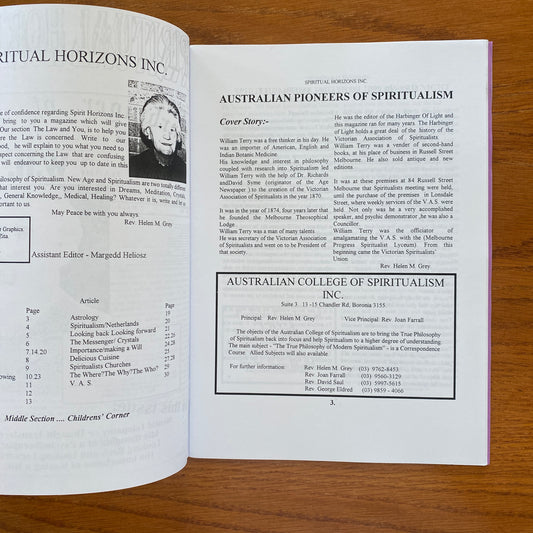 RITUAL HORIZONS INC.
e of confidence regarding Spirit Horizons Inc.
bring to you a magazine which will give
Our section The Law and You, is to help you
re the Law is concerned. Write to our
od, he will explain to you what you need to
spect concerning the Law that are confusing
will endeavour to keep you up to date in this
hilosophy of Spiritualism. New Age and Spiritualism are two totally different
hat interest you. Are you interested in Dreams, Meditation, Crystals,
, General Knowledge,, Medical, Healing? Whatever it is, write and let
ortant to us.
May Peace be with you always.
Rev. Helen M. Grey
r Graphics.
Zita.
Assistant Editor - Margedd Heliosz
Page Article Page
3 Astrology 19
4 Spiritualism/Netherlands 20
5 Looking back Looking forward 21
6 The Messenger/ Crystals 22
7.14.20 Importance/making a Will 25
8 Delicious Cuisine 27.28
9 Spiritualists Churches 29
owing 10.23 The Where?The Why?The Who? 30
11 V. A. S.
12
13
Middle Section .... Childrens' Corner
SPIRITUAL HORIZONS INC.
AUSTRALIAN PIONEERS OF SPIRITUALISM
Cover Story:-
William Terry was a free thinker in his day. He
was an importer of American, English and
Indian Botanic Medicine.
His knowledge and interest in philosophy
coupled with research into Spiritualism led
William Terry with the help of Dr. Richards
andDavid Syme (originator of the Age
Newspaper ) to the creation of the Victorian
Association of Spiritualists in the year 1870.
It was in the year of 1874, four years later that
he founded the Melbourne Theosophical
Society.
William Terry was a man of many talents
He was secretary of the Victorian Association
of Spiritualists and went on to be President of
that society.
He was the editor of the Harbinger Of Light and
this magazine ran for many years. The Harbinger
of Light holds a great deal of the history of the
Victorian Association of Spiritualists
William Terry was a vender of second-hand
books, at his place of business in Russell Street
Melbourne. He also sold antique and new
editions.
It was at these premises at 84 Russell Street
Melbourne that Spiritualists meeting were held,
until the purchase of the premises in Lonsdale
Street, where weekly services of the V.A.S. were
held. Not only was he a very accomplished
speaker, and psychic demonstrator ,he was also a
Councillor.
William Terry was the officiator of
amalgamating the V.A.S. with the (Melbourne
Progress Spiritualist Lyceum). From this
beginning came the Victorian Spiritualists'
Union.
Rev. Helen M. Grey
AUSTRALIAN COLLEGE OF SPIRITUALISM
INC.
Suite 3. 13 -15 Chandler Rd, Boronia 3155.
Principal: Rev. Helen M. Grey Vice Principal: Rev. Joan Farrall
The objects of the Australian College of Spiritualism are to bring the True Philosophy
of Spiritualism back into focus and help Spiritualism to a higher degree of understanding.
The main subject - "The True Philosophy of Modern Spiritualism" - is a Correspondence
Course. Allied Subjects will also available.
For further information: Rev. Helen M. Grey (03) 9762-8453
Rev. Joan Farrall (03) 9560-3129
Rev. David Saul (03) 5997-5615
Rev. George Eldred (03) 9859 - 4066
3.